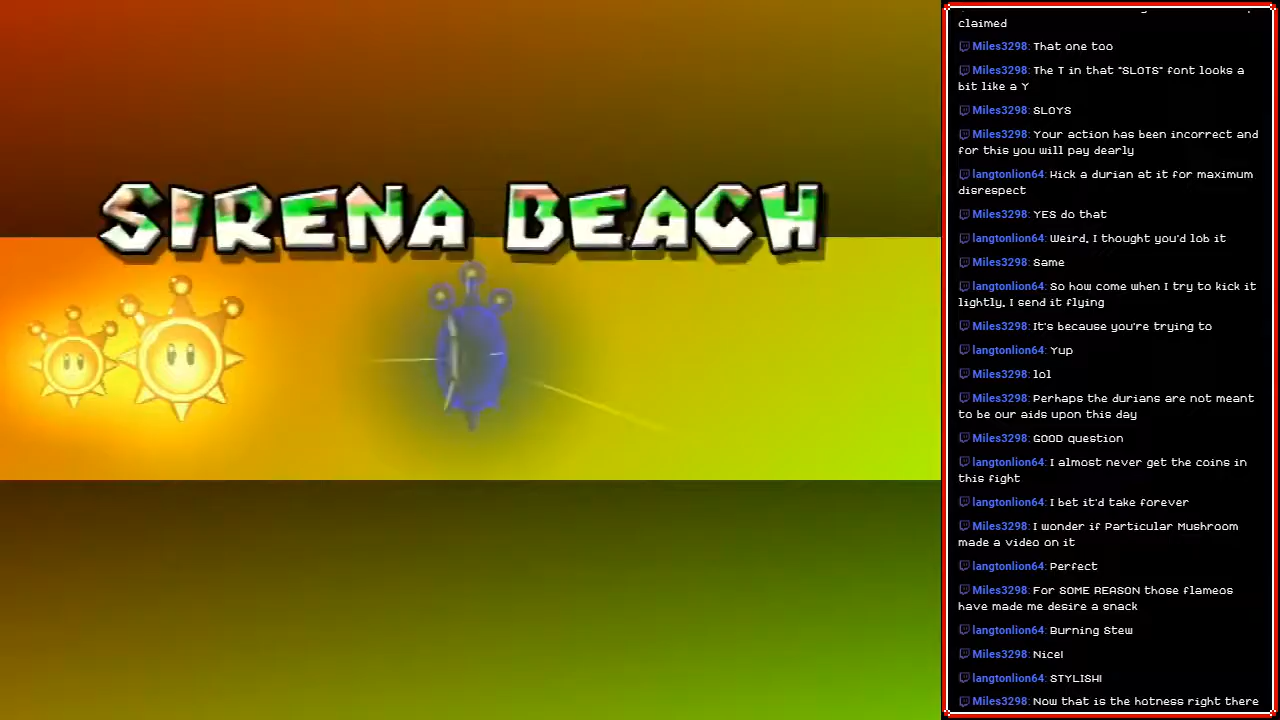 SIRENA BEACH
claimed
Miles3298: That one too
Miles3298: The T in that "SLOTS" font looks a
bit like a Y
Miles3298: SLOYS
Miles3298: Your action has been incorrect and
for this you will pay dearly
langtonlion64: Kick a durian at it for maximum
disrespect
Miles3298: YES do that
langtonlion64: Weird, I thought you'd lob it
Miles3298: Same
langtonlion64: So how come when I try to kick it
lightly, I send it flying
Miles3298: It's because you're trying to
langtonlion64: Yup
Miles3298: lol
Miles3298: Perhaps the durians are not meant
to be our aids upon this day
Miles3298: GOOD question
langtonlion64: I almost never get the coins in
this fight
langtonlion64: I bet it'd take forever
Miles3298: I wonder if Particular Mushroom
made a video on it
langtonlion64: Perfect
Miles3298: For SOME REASON those flameos
have made me desire a snack
langtonlion64: Burning Stew
Miles3298: Nice!
langtonlion64: STYLISH!
Miles3298: Now that is the hotness right there